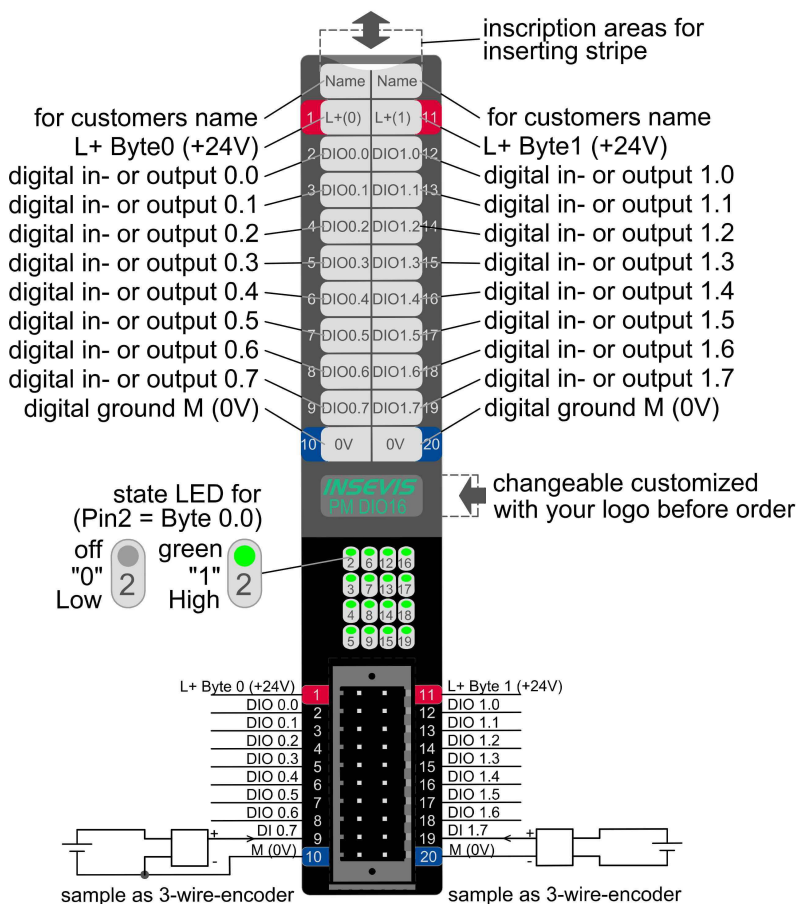 inscription areas for
inserting stripe
Name Name
for customers name
for customers name
1 L+(0) L+(1) 11
L+ Byte0 (+24V)
L+ Byte1 (+24V)
2 DIO0.0 DIO1.0 12
digital in- or output 0.0
digital in- or output 1.0
3 DIO0.1 DIO1.1 13
digital in- or output 0.1
digital in- or output 1.1
4 DIO0.2 DIO1.2 14
digital in- or output 0.2
digital in- or output 1.2
5 DIO0.3 DIO1.3 15
digital in- or output 0.3
digital in- or output 1.3
6 DIO0.4 DIO1.4 16
digital in- or output 0.4
digital in- or output 1.4
7 DIO0.5 DIO1.5 17
digital in- or output 0.5
digital in- or output 1.5
8 DIO0.6 DIO1.6 18
digital in- or output 0.6
digital in- or output 1.6
9 DIO0.7 DIO1.7 19
digital in- or output 0.7
digital in- or output 1.7
digital ground M (0V)
digital ground M (0V)
10 0V 0V 20
INSEVIS
PM DIO16
changeable customized
with your logo before order
state LED for
(Pin2 = Byte 0.0)
off green
"0" 2 "1" 2
Low High
2 6 12 16
3 7 13 17
4 8 14 18
5 9 15 19
L+ Byte 0 (+24V) 1 11 L+ Byte 1 (+24V)
DIO 0.0 2 12 DIO 1.0
DIO 0.1 3 13 DIO 1.1
DIO 0.2 4 14 DIO 1.2
DIO 0.3 5 15 DIO 1.3
DIO 0.4 6 16 DIO 1.4
DIO 0.5 7 17 DIO 1.5
DIO 0.6 8 18 DIO 1.6
+ DI 0.7 9 19 DI 1.7 +
- M (0V) 10 20 M (0V) -
sample as 3-wire-encoder
sample as 3-wire-encoder